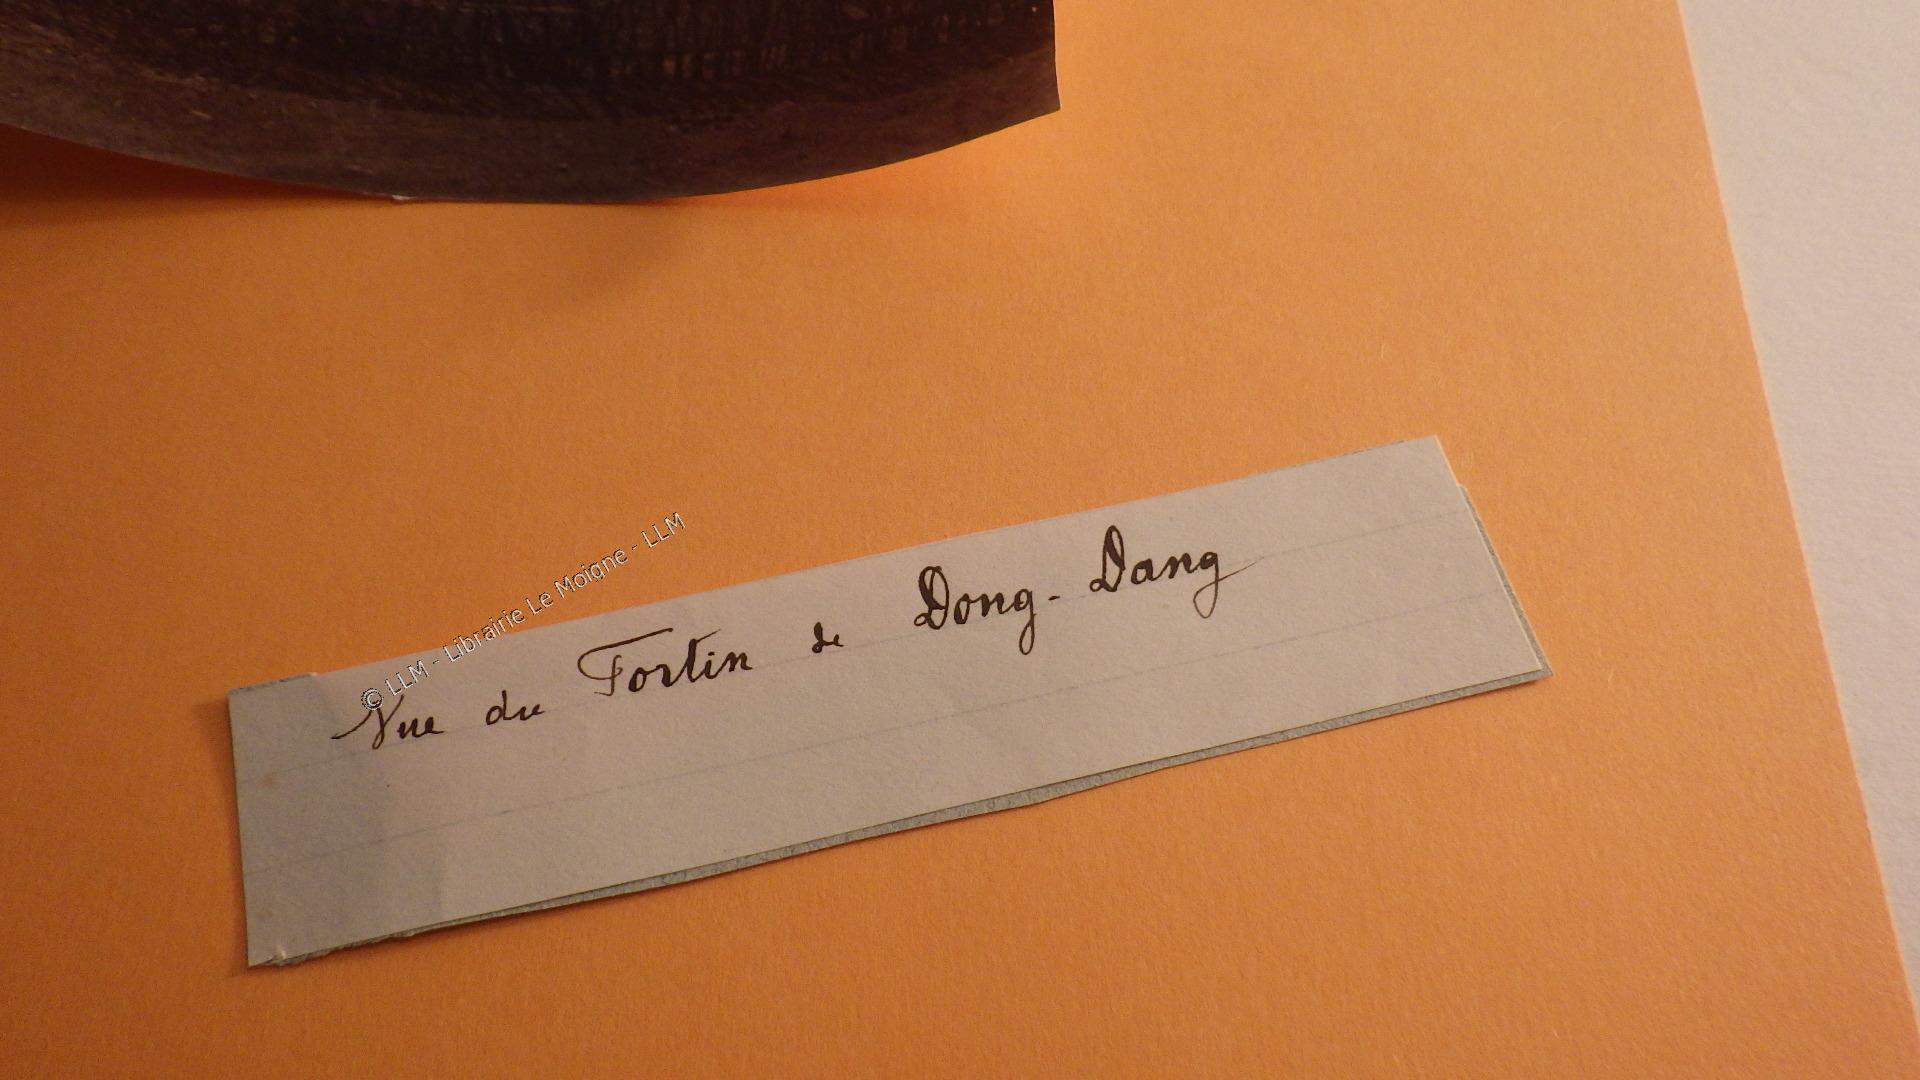 © LLM - Librairie Le Moigne - LLM
Vue du Fortin de Dong-Dang